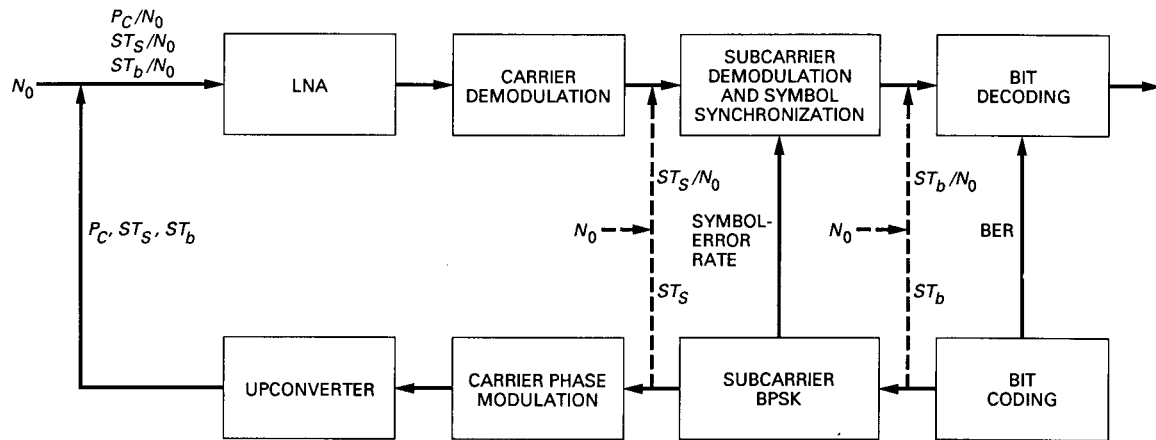 P_C/N_0
ST_S/N_0
ST_b/N_0
N_0
LNA
CARRIER
DEMODULATION
SUBCARRIER
DEMODULATION
AND SYMBOL
SYNCHRONIZATION
BIT
DECODING
P_C, ST_S, ST_b
ST_S/N_0
N_0
ST_S
SYMBOL-
ERROR
RATE
ST_b/N_0
N_0
ST_b
BER
UPCONVERTER
CARRIER PHASE
MODULATION
SUBCARRIER
BPSK
BIT
CODING